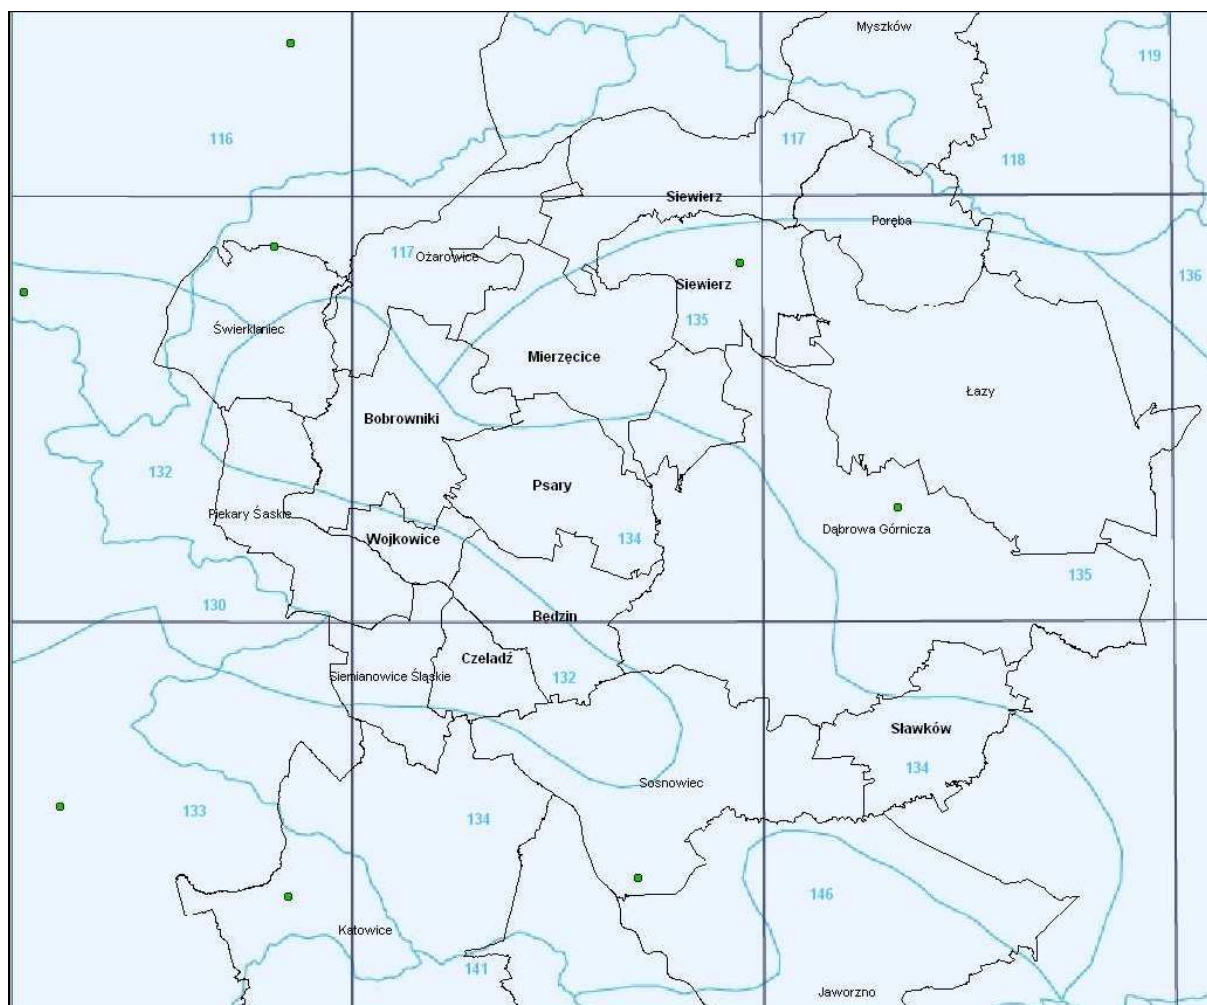 Myszków
119
116
117
118
Siewierz
Poręba
117
Ożarowice
136
Siewierz
135
Świerklaniec
Mierzęcice
Łazy
Bobrowniki
132
Psary
Piekary Śaskie
Dąbrowa Górnicza
Wojkowice
134
135
130
Będzin
Czeladź
Siemianowice Śląskie
132
Sławków
134
Sosnowiec
133
134
146
Katowice
141
Jaworzno